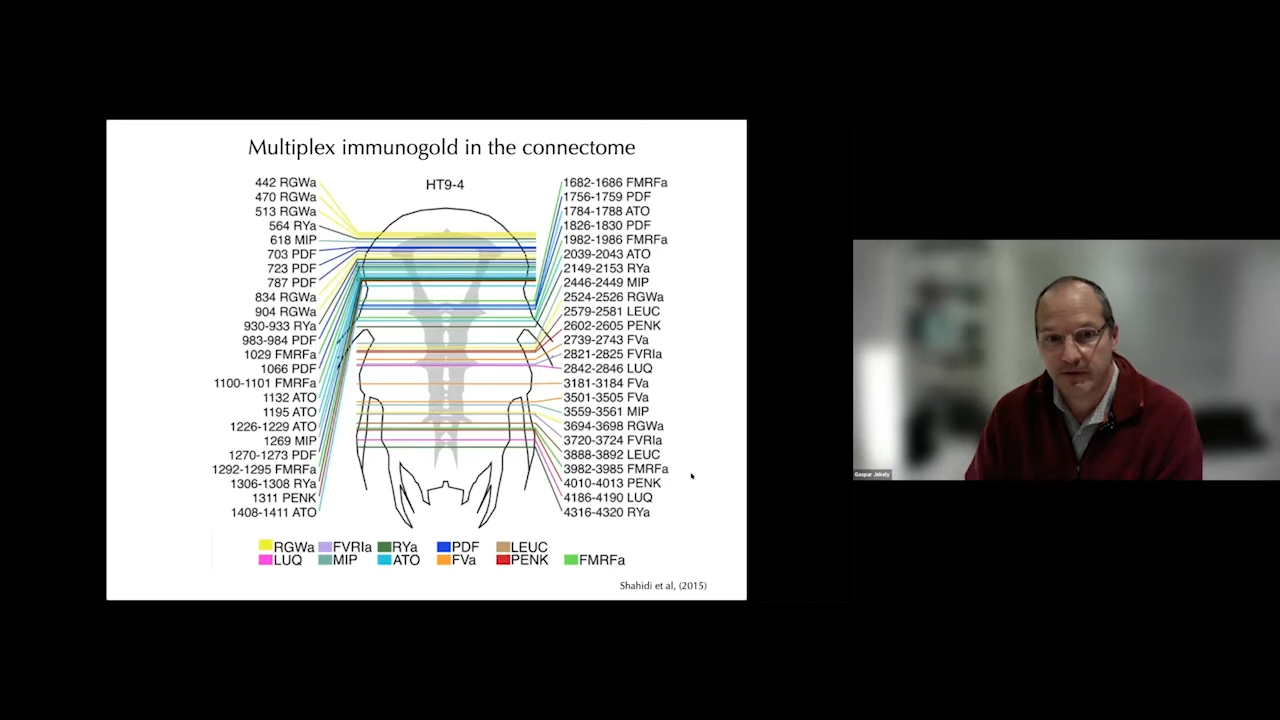 Multiplex immunogold in the connectome
HT9-4
442 RGWa
470 RGWa
513 RGWa
564 RYa
618 MIP
703 PDF
723 PDF
787 PDF
834 RGWa
904 RGWa
930-933 RYa
983-984 PDF
1029 FMRFa
1066 PDF
1100-1101 FMRFa
1132 ATO
1195 ATO
1226-1229 ATO
1269 MIP
1270-1273 PDF
1292-1295 FMRFa
1306-1308 RYa
1311 PENK
1408-1411 ATO
1682-1686 FMRFa
1756-1759 PDF
1784-1788 ATO
1826-1830 PDF
1982-1986 FMRFa
2039-2043 ATO
2149-2153 RYa
2446-2449 MIP
2524-2526 RGWa
2579-2581 LEUC
2602-2605 PENK
2739-2743 FVa
2821-2825 FVRIa
2842-2846 LUQ
3181-3184 FVa
3501-3505 FVa
3559-3561 MIP
3694-3698 RGWa
3720-3724 FVRIa
3888-3892 LEUC
3982-3985 FMRFa
4010-4013 PENK
4186-4190 LUQ
4316-4320 RYa
RGWa FVRIa RYa PDF LEUC
LUQ MIP ATO FVa PENK FMRFa
Shahidi et al, (2015)
Gaspar Jekely